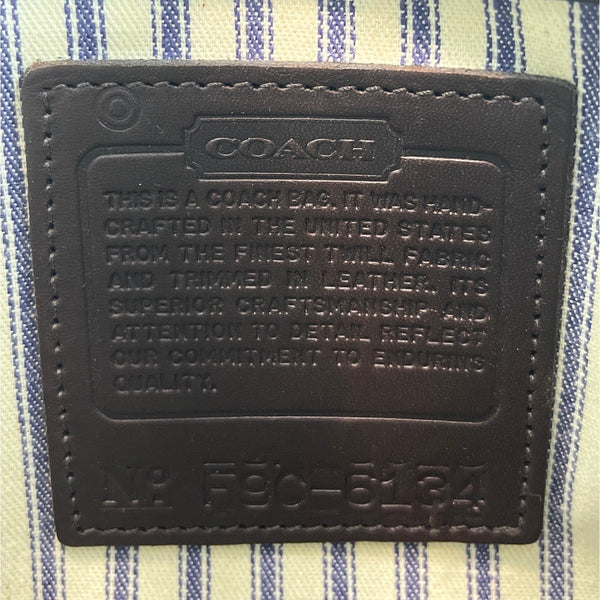 COACH
THIS IS A COACH BAG. IT WAS HAND-
CRAFTED IN THE UNITED STATES
FROM THE FINEST TWILL FABRIC
AND TRIMMED IN LEATHER. ITS
SUPERIOR CRAFTSMANSHIP AND
ATTENTION TO DETAIL REFLECT
OUR COMMITMENT TO ENDURING
QUALITY.
No: F9C-6134